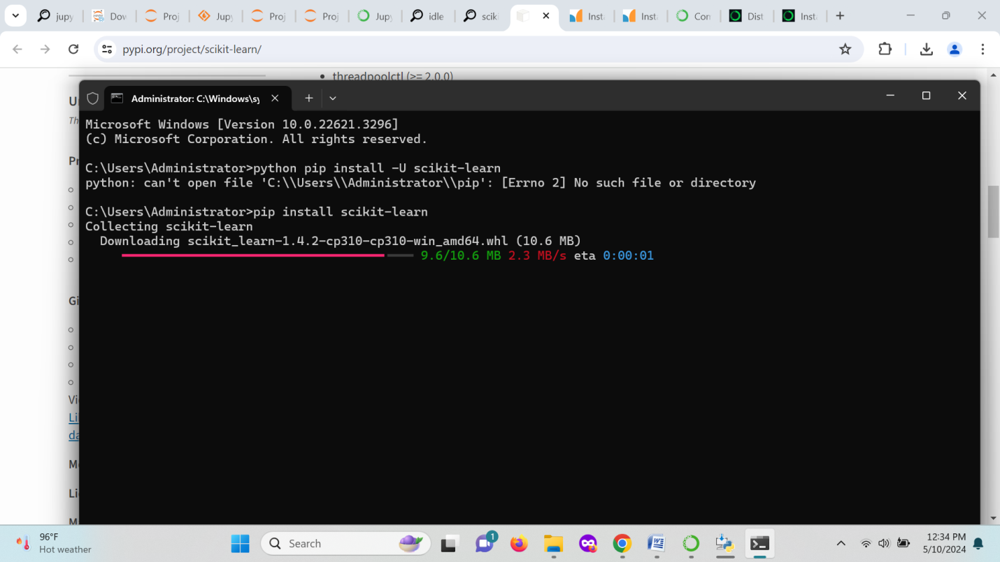 jupy
Dow
Proj
Jupy
Proj
Proj
Jupy
idle
scik
Inst
Inst
Con
Dist
Inst
pypi.org/project/scikit-learn/
threadpoolctl (>= 2.0.0)
Administrator: C:\Windows\sy
Microsoft Windows [Version 10.0.22621.3296]
(c) Microsoft Corporation. All rights reserved.
C:\Users\Administrator>python pip install -U scikit-learn
python: can't open file 'C:\\Users\\Administrator\\pip': [Errno 2] No such file or directory
C:\Users\Administrator>pip install scikit-learn
Collecting scikit-learn
Downloading scikit_learn-1.4.2-cp310-cp310-win_amd64.whl (10.6 MB)
9.6/10.6 MB 2.3 MB/s eta 0:00:01
Th
Pr
Gi
Vi
Li
da
M
Li
96°F
Hot weather
Search
1
12:34 PM
5/10/2024